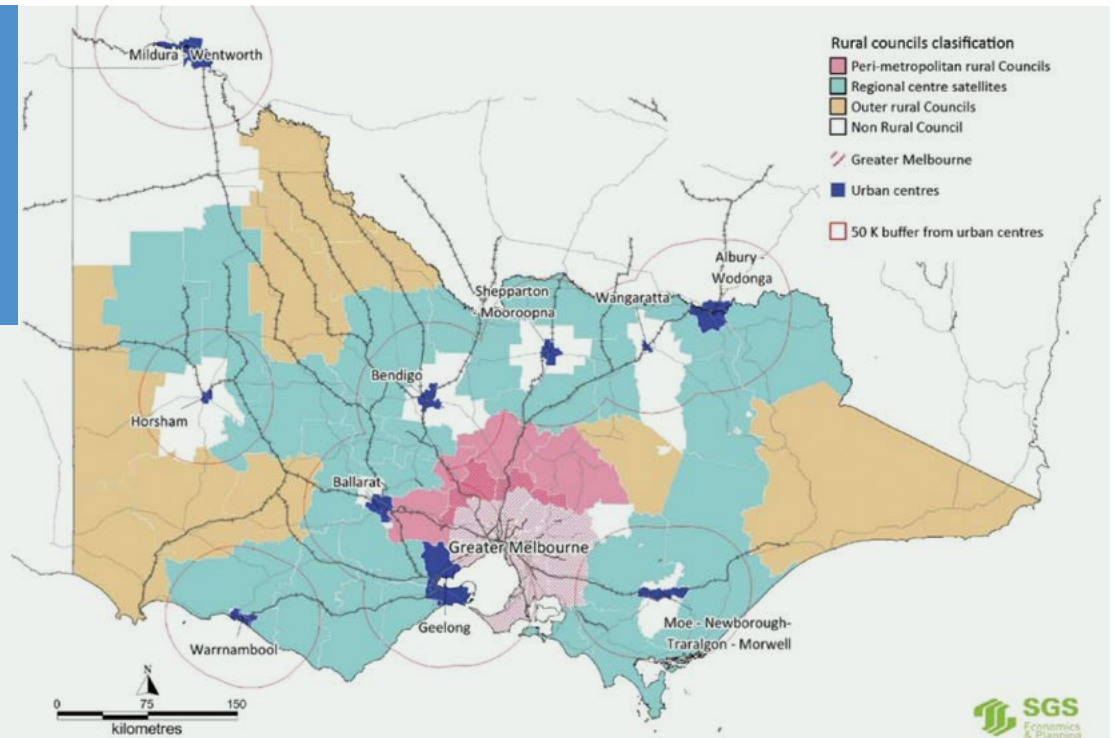 Rural councils clasification
Peri-metropolitan rural Councils
Regional centre satellites
Outer rural Councils
Non Rural Council
Greater Melbourne
Urban centres
50 K buffer from urban centres
Mildura - Wentworth
Albury -
Wodonga
Shepparton
- Mooroopna
Wangaratta
Bendigo
Horsham
Ballarat
Greater Melbourne
Geelong
Moe - Newborough-
Traralgon - Morwell
Warrnambool
N
0 75 150
kilometres
SGS
Economics
& Planning